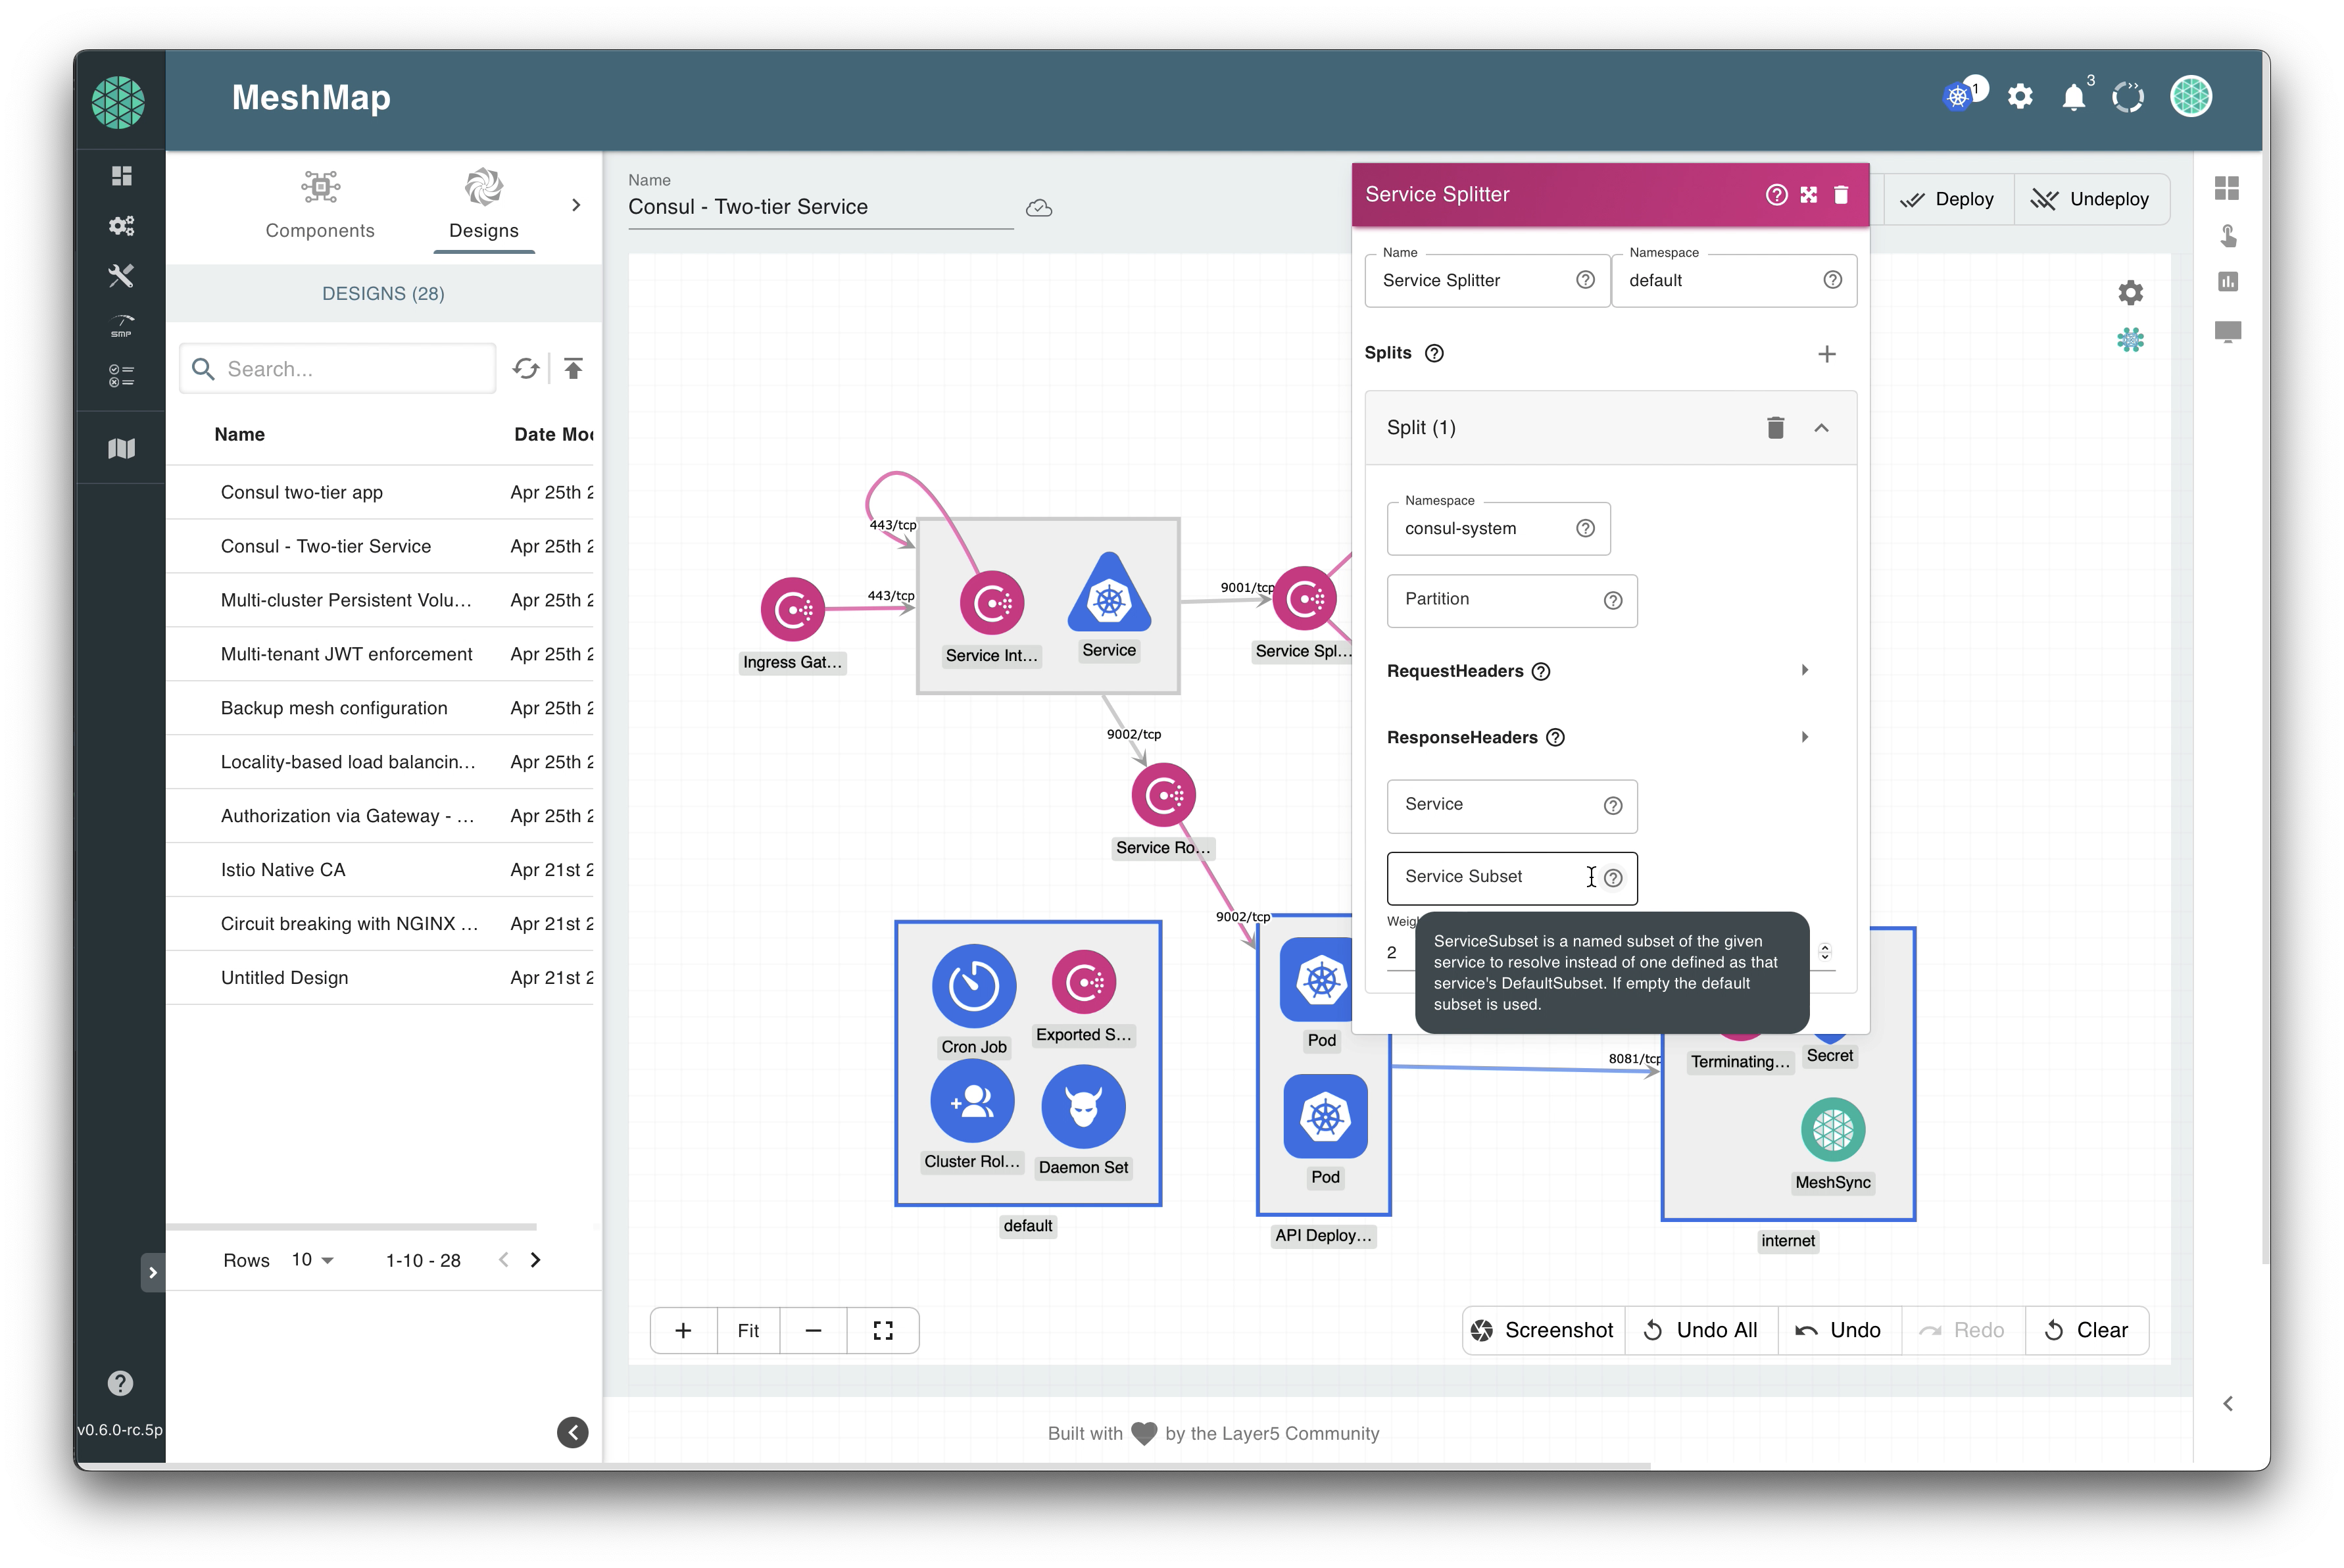 MeshMap
1
3
Components
Designs
DESIGNS (28)
Search...
Name
Date Mo
Consul two-tier app
Apr 25th 2
Consul - Two-tier Service
Apr 25th 2
Multi-cluster Persistent Volu...
Apr 25th 2
Multi-tenant JWT enforcement
Apr 25th 2
Backup mesh configuration
Apr 25th 2
Locality-based load balancin...
Apr 25th 2
Authorization via Gateway - ...
Apr 25th 2
Istio Native CA
Apr 21st 2
Circuit breaking with NGINX ...
Apr 21st 2
Untitled Design
Apr 21st 2
Rows 10 1-10 - 28
SMP
v0.6.0-rc.5p
Name
Consul - Two-tier Service
Deploy
Undeploy
443/tcp
443/tcp
Ingress Gat...
Service Int...
Service
9001/tcp
Service Spl...
9002/tcp
Service Ro...
9002/tcp
Cron Job
Exported S...
Cluster Rol...
Daemon Set
default
Pod
Pod
API Deploy...
8081/tcp
Terminating...
Secret
MeshSync
internet
Service Splitter
Name
Service Splitter
Namespace
default
Splits
Split (1)
Namespace
consul-system
Partition
RequestHeaders
ResponseHeaders
Service
Service Subset
Weig
2
ServiceSubset is a named subset of the given
service to resolve instead of one defined as that
service's DefaultSubset. If empty the default
subset is used.
Fit
Screenshot
Undo All
Undo
Redo
Clear
Built with
by the Layer5 Community